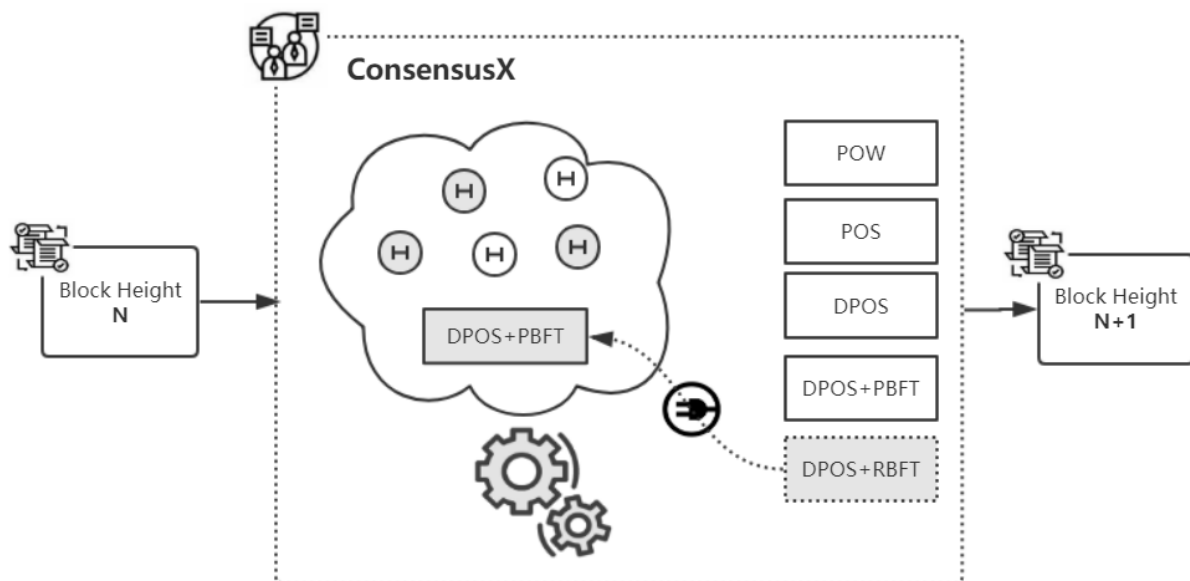 ConsensusX
POW
POS
DPOS
DPOS+PBFT
DPOS+RBFT
H
H
H
H
H
DPOS+PBFT
Block Height
N
Block Height
N+1